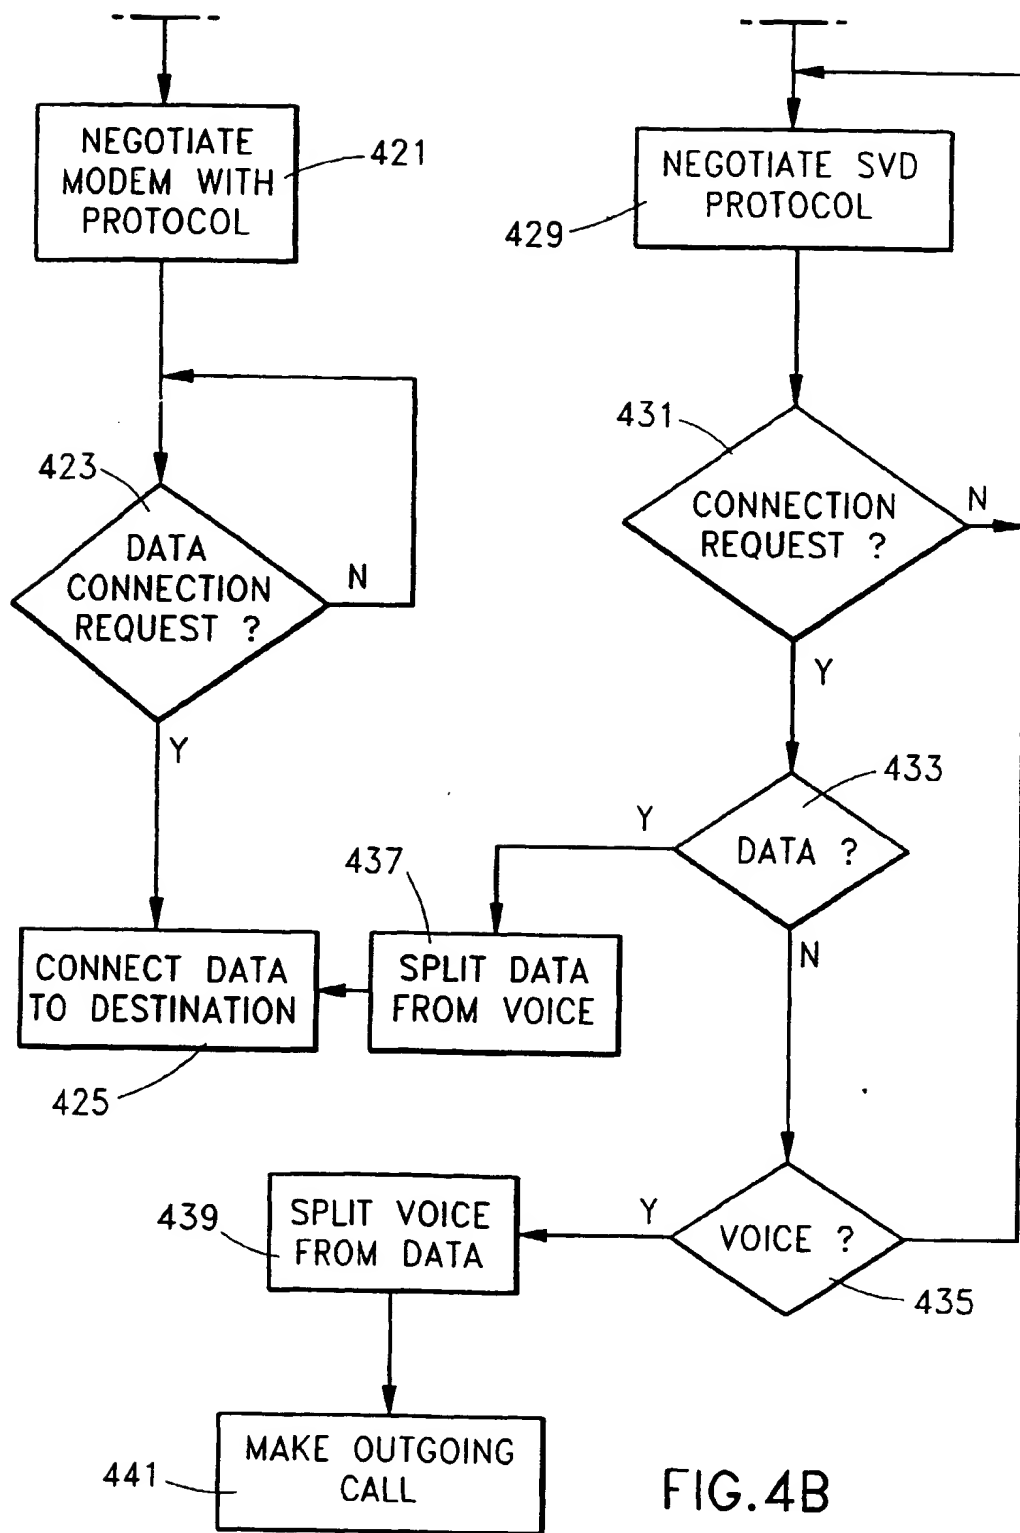 NEGOTIATE
MODEM WITH
PROTOCOL
421
423
DATA
CONNECTION
REQUEST ?
N
Y
CONNECT DATA
TO DESTINATION
425
NEGOTIATE SVD
PROTOCOL
429
431
CONNECTION
REQUEST ?
N
Y
433
DATA ?
Y
N
437
SPLIT DATA
FROM VOICE
VOICE ?
435
Y
439
SPLIT VOICE
FROM DATA
MAKE OUTGOING
CALL
441
FIG.4B